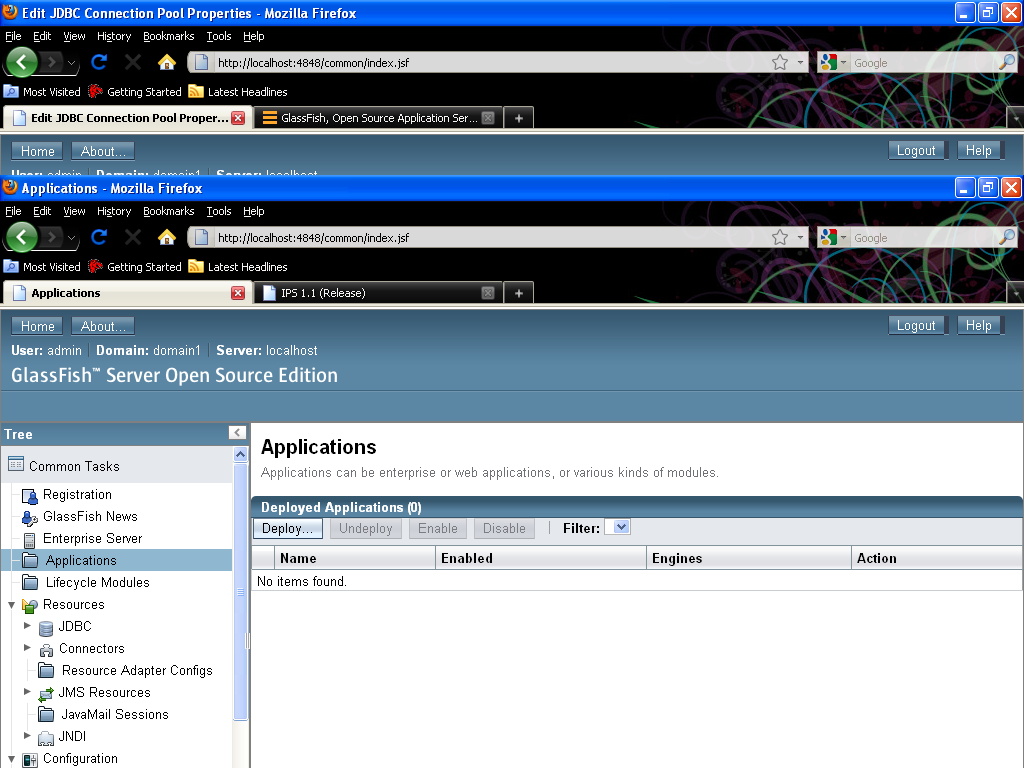 Edit JDBC Connection Pool Properties - Mozilla Firefox
File Edit View History Bookmarks Tools Help
http://localhost:4848/common/index.jsf Google
Most Visited Getting Started Latest Headlines
Edit JDBC Connection Pool Proper... GlassFish, Open Source Application Ser... +
Home About... Logout Help
User: admin Domain: domain1 Server: localhost
Applications - Mozilla Firefox
File Edit View History Bookmarks Tools Help
http://localhost:4848/common/index.jsf Google
Most Visited Getting Started Latest Headlines
Applications IPS 1.1 (Release) +
Home About... Logout Help
User: admin Domain: domain1 Server: localhost
GlassFish™ Server Open Source Edition
Tree
Common Tasks
Registration
GlassFish News
Enterprise Server
Applications
Lifecycle Modules
Resources
JDBC
Connectors
Resource Adapter Configs
JMS Resources
JavaMail Sessions
JNDI
Configuration
Applications
Applications can be enterprise or web applications, or various kinds of modules.
Deployed Applications (0)
Deploy... Undeploy Enable Disable Filter:
Name Enabled Engines Action
No items found.